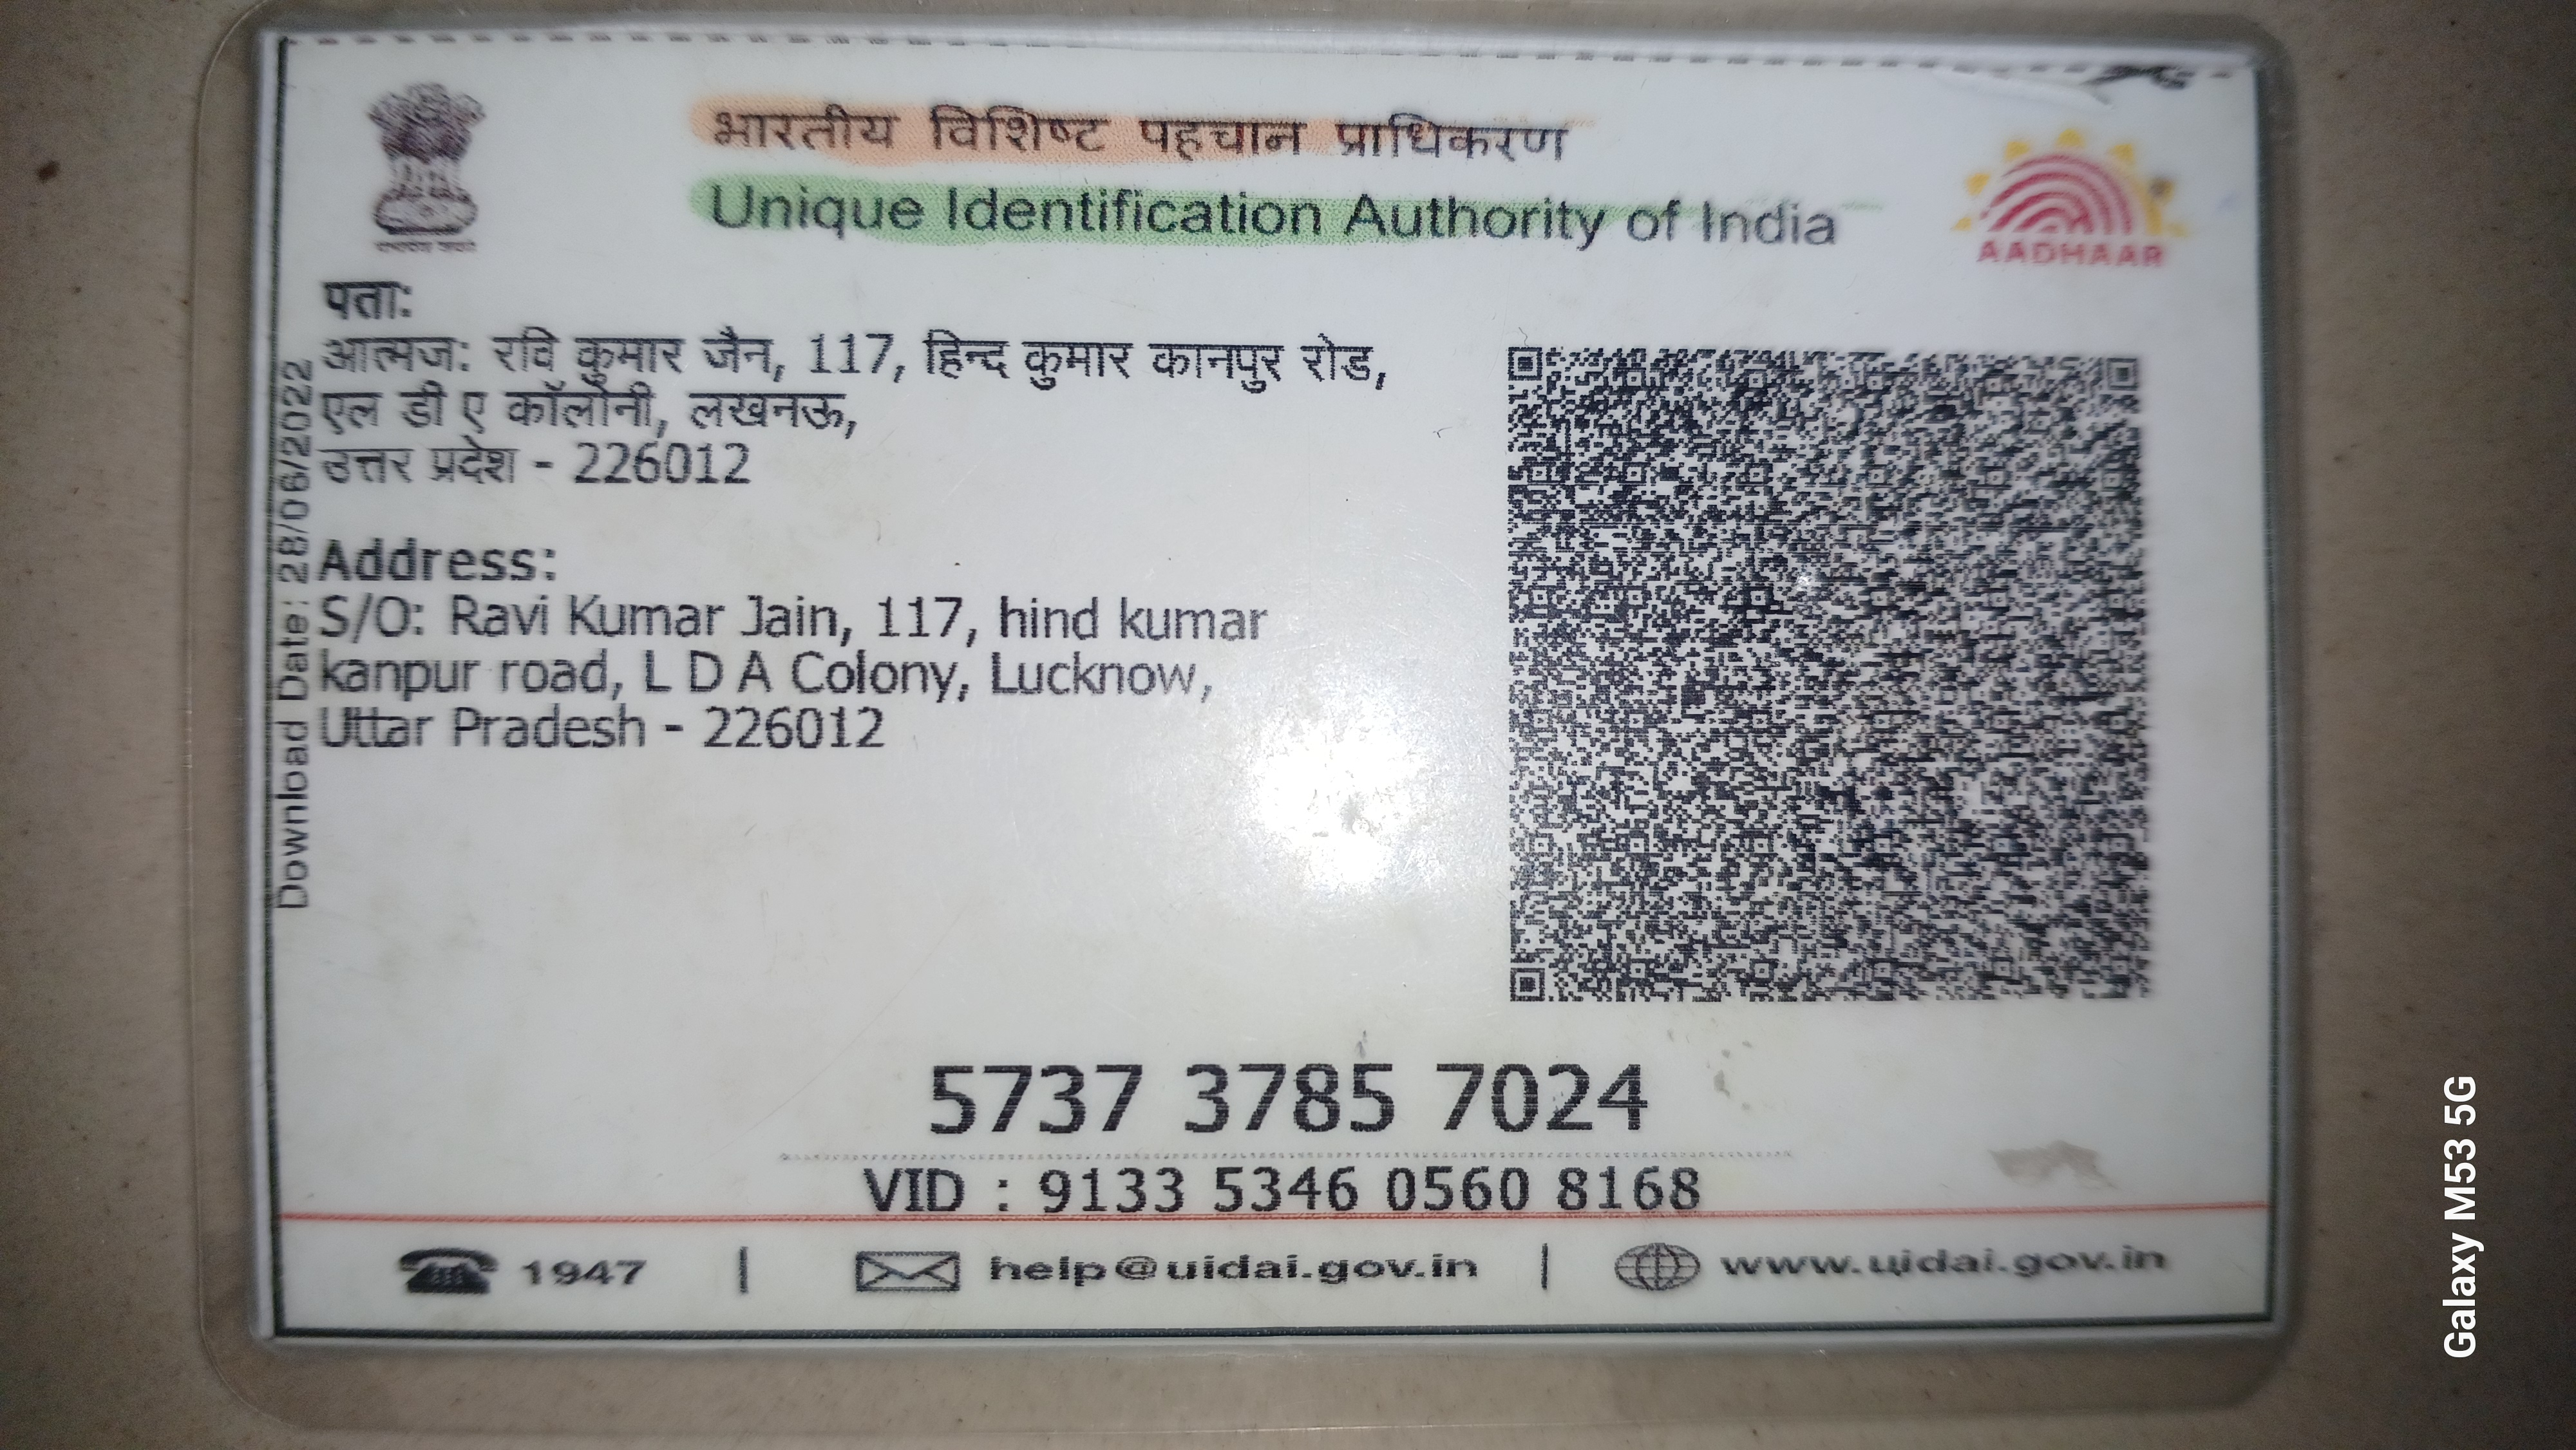 भारतीय विशिष्ट पहचान प्राधिकरण
Unique Identification Authority of India
AADHAAR
पता:
आत्मज: रवि कुमार जैन, 117, हिन्द कुमार कानपुर रोड,
एल डी ए कॉलोनी, लखनऊ,
उत्तर प्रदेश - 226012
Address:
S/O: Ravi Kumar Jain, 117, hind kumar
kanpur road, L D A Colony, Lucknow,
Uttar Pradesh - 226012
Download Date: 28/06/2022
5737 3785 7024
VID : 9133 5346 0560 8168
1947 | help@uidai.gov.in | www.uidai.gov.in
Galaxy M53 5G